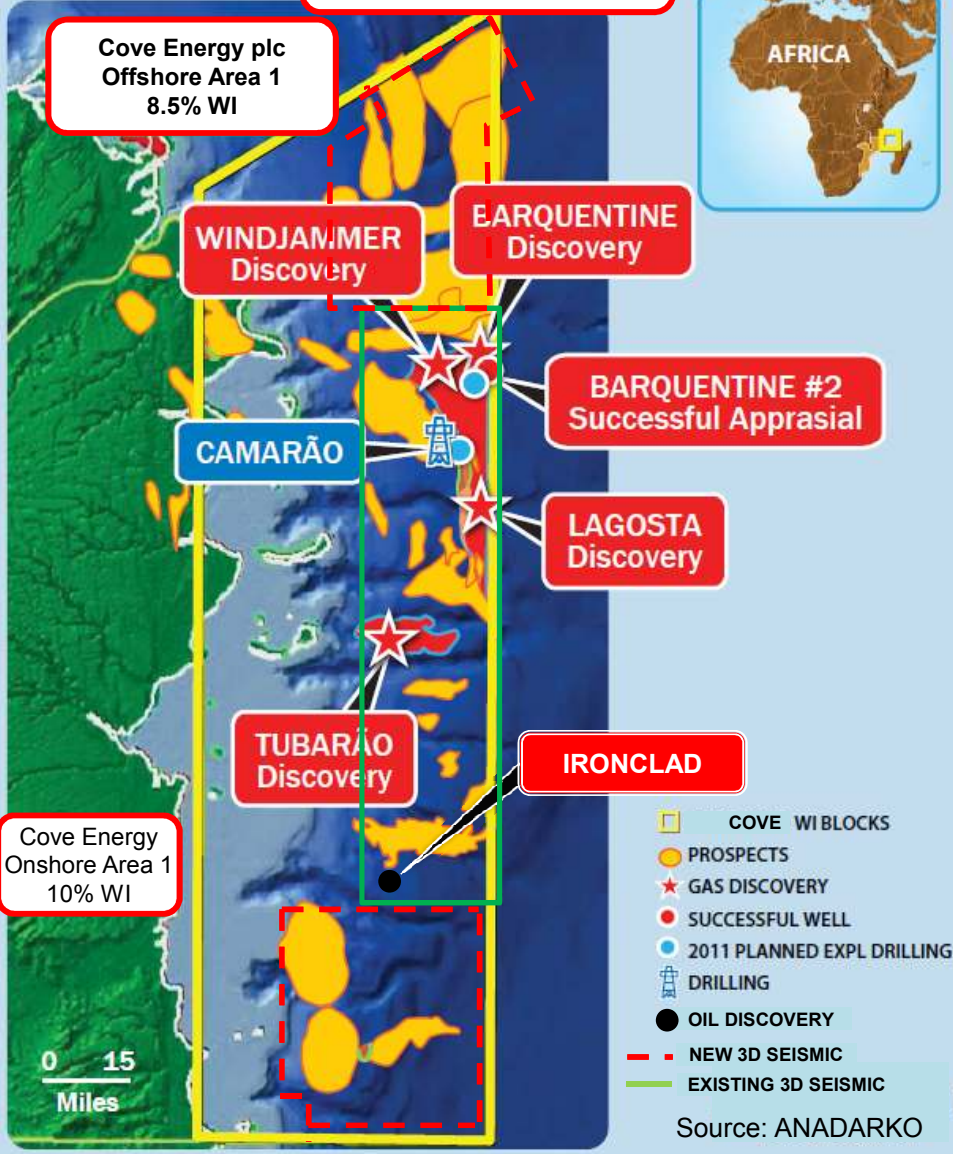 Cove Energy plc
Offshore Area 1
8.5% WI
AFRICA
WINDJAMMER
Discovery
BARQUENTINE
Discovery
BARQUENTINE #2
Successful Apprasial
CAMARÃO
LAGOSTA
Discovery
TUBARÃO
Discovery
IRONCLAD
Cove Energy
Onshore Area 1
10% WI
COVE WI BLOCKS
PROSPECTS
GAS DISCOVERY
SUCCESSFUL WELL
2011 PLANNED EXPL DRILLING
DRILLING
OIL DISCOVERY
NEW 3D SEISMIC
EXISTING 3D SEISMIC
0 15
Miles
Source: ANADARKO